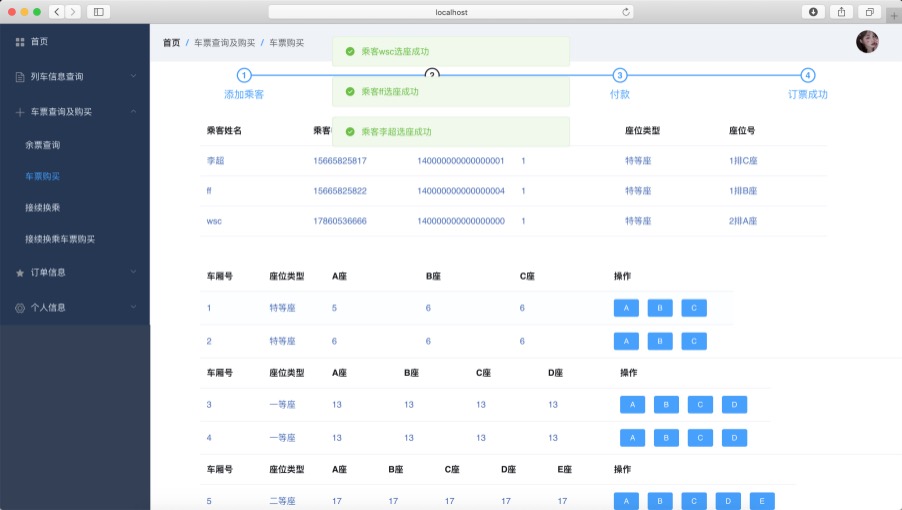 localhost
首页
列车信息查询
车票查询及购买
余票查询
车票购买
接续换乘
接续换乘车票购买
订单信息
个人信息
首页 / 车票查询及购买 / 车票购买
乘客wsc选座成功
乘客ff选座成功
乘客李超选座成功
1 2 3 4
添加乘客 付款 订票成功
乘客姓名 乘客 座位类型 座位号
李超 15665825817 140000000000000001 1 特等座 1排C座
ff 15665825822 140000000000000004 1 特等座 1排B座
wsc 17860536666 140000000000000000 1 特等座 2排A座
车厢号 座位类型 A座 B座 C座 操作
1 特等座 5 6 6 A B C
2 特等座 6 6 6 A B C
车厢号 座位类型 A座 B座 C座 D座 操作
3 一等座 13 13 13 13 A B C D
4 一等座 13 13 13 13 A B C D
车厢号 座位类型 A座 B座 C座 D座 E座 操作
5 二等座 17 17 17 17 17 A B C D E